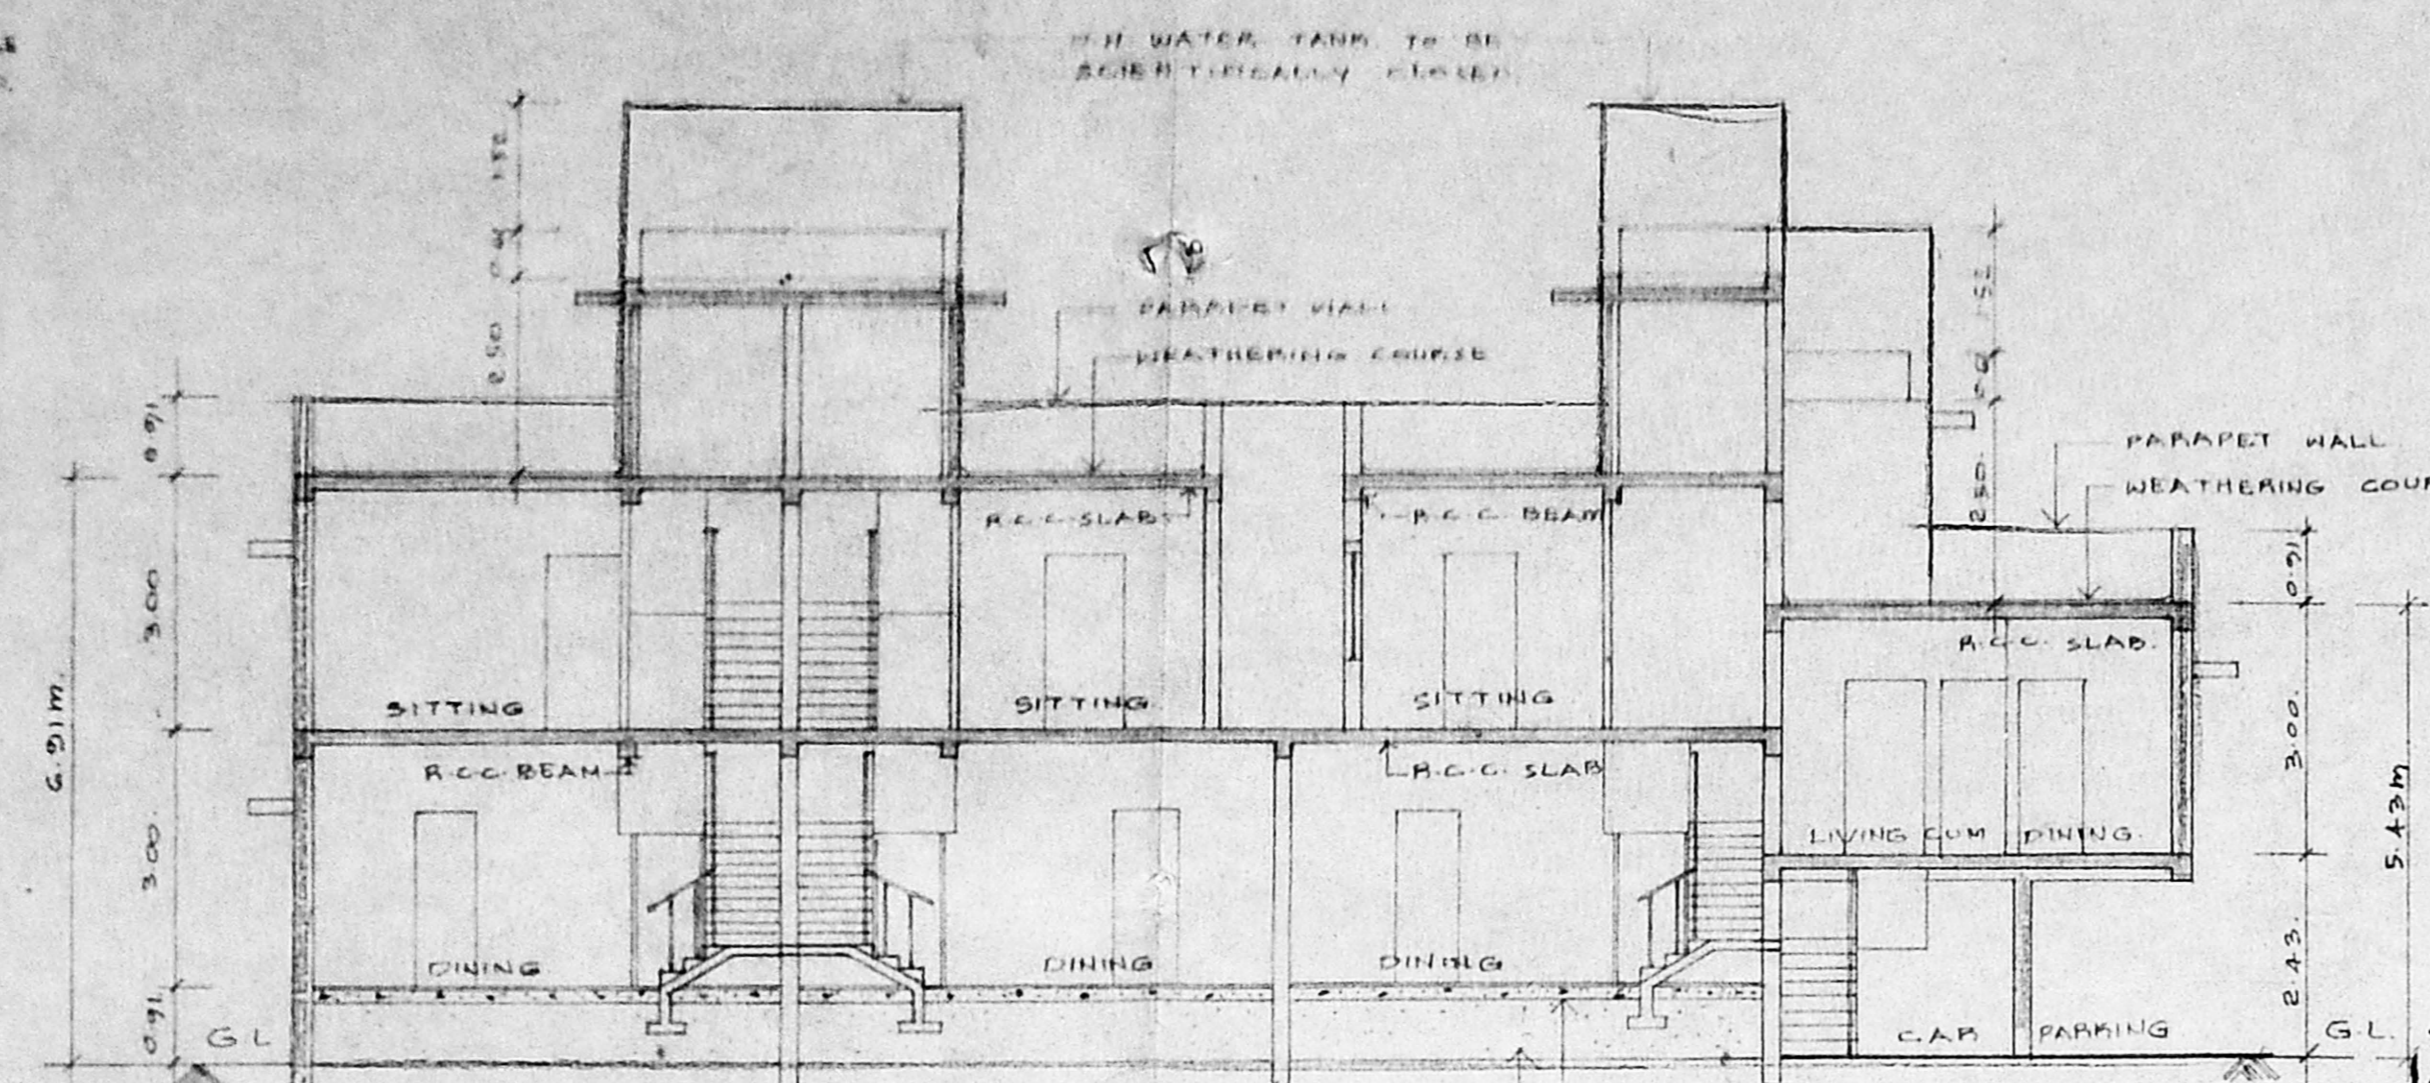 WATER TANK TO BE
SCIENTIFICALLY CLOSED
PARAPET WALL
WEATHERING COURSE
0.91
2.50
PARAPET WALL
WEATHERING COU
R.C.C. SLAB
R.C.C. BEAM
0.91
3.00
R.C.C. SLAB.
SITTING
SITTING
SITTING
6.91m.
3.00.
R.C.C. BEAM
R.C.C. SLAB
5.43m
LIVING CUM DINING.
3.00.
DINING
DINING
DINING
2.43.
0.91
G.L
CAR PARKING
G.L.